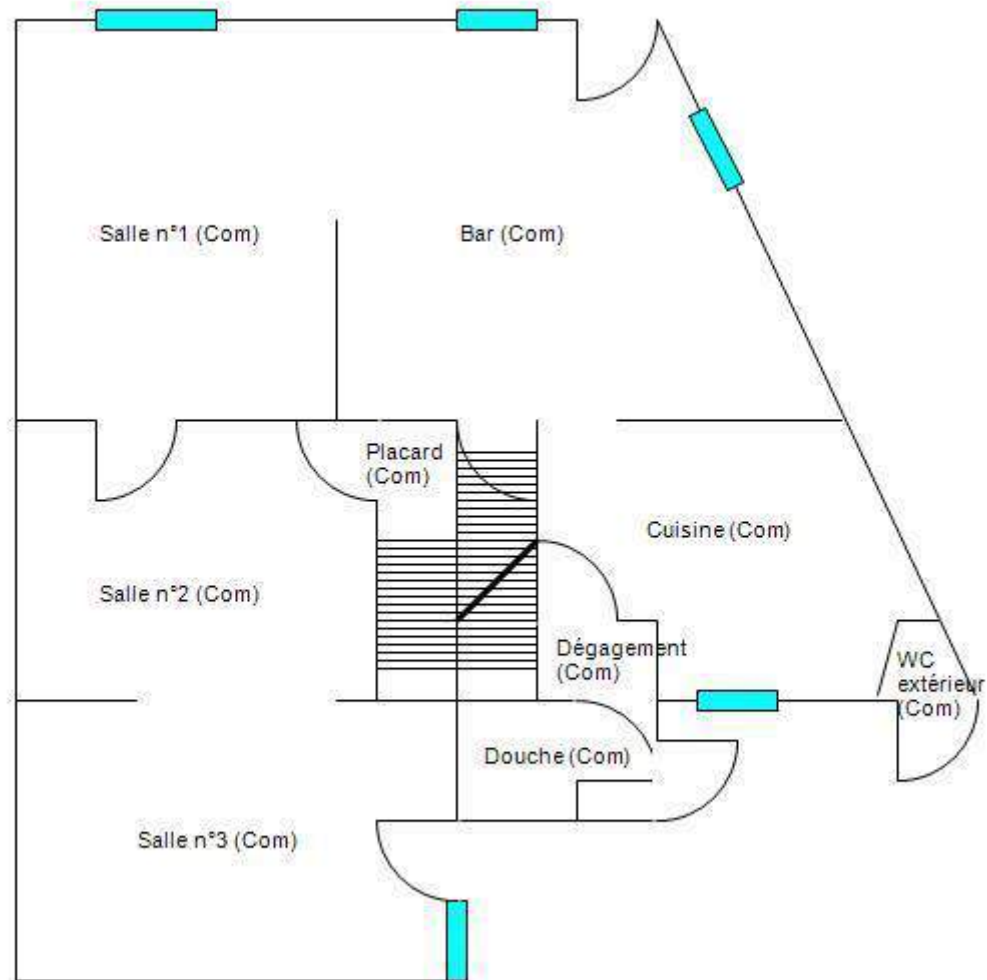 Salle n°1 (Com)
Bar (Com)
Placard
(Com)
Cuisine (Com)
Salle n°2 (Com)
Dégagement
(Com)
WC
extérieur
(Com)
Douche (Com)
Salle n°3 (Com)